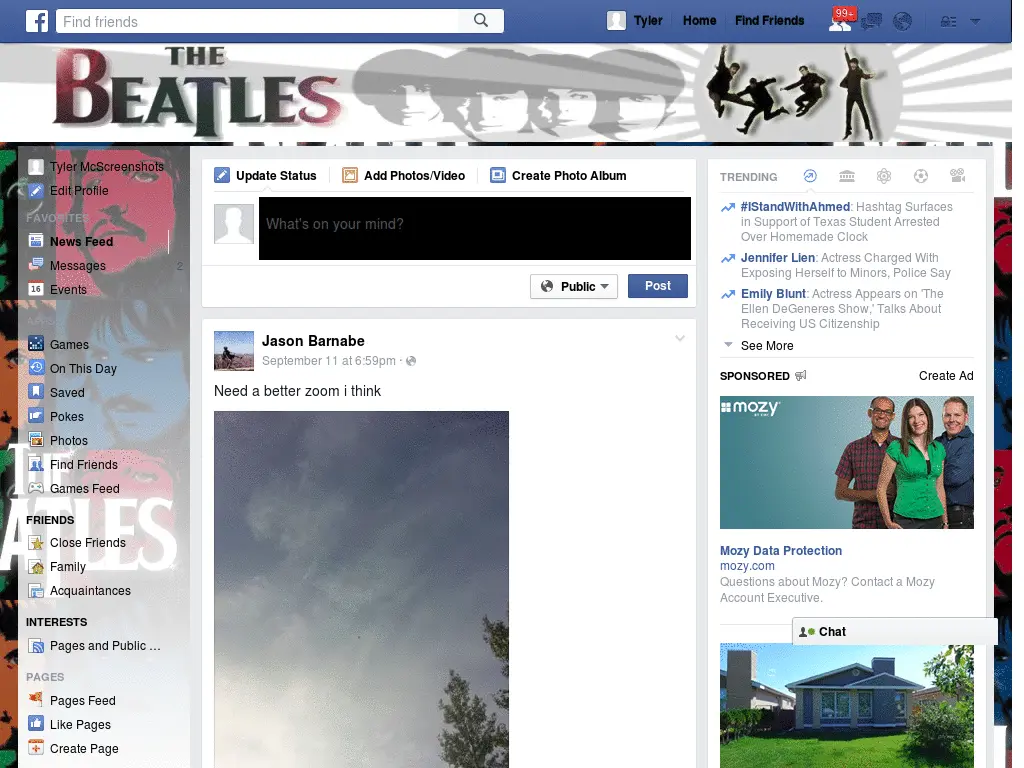 Find friends
Tyler
Home
Find Friends
99+
THE
BEATLES
Tyler McScreenshots
Edit Profile
FAVORITES
News Feed
Messages 2
16 Events
APPS
Games
On This Day
Saved
Pokes
Photos
Find Friends
Games Feed
FRIENDS
Close Friends
Family
Acquaintances
INTERESTS
Pages and Public ...
PAGES
Pages Feed
Like Pages
Create Page
THE
EATLES
Update Status
Add Photos/Video
Create Photo Album
What's on your mind?
Public
Post
Jason Barnabe
September 11 at 6:59pm ·
Need a better zoom i think
TRENDING
#IStandWithAhmed: Hashtag Surfaces
in Support of Texas Student Arrested
Over Homemade Clock
Jennifer Lien: Actress Charged With
Exposing Herself to Minors, Police Say
Emily Blunt: Actress Appears on 'The
Ellen DeGeneres Show,' Talks About
Receiving US Citizenship
See More
SPONSORED
Create Ad
mozy
Mozy Data Protection
mozy.com
Questions about Mozy? Contact a Mozy
Account Executive.
Chat